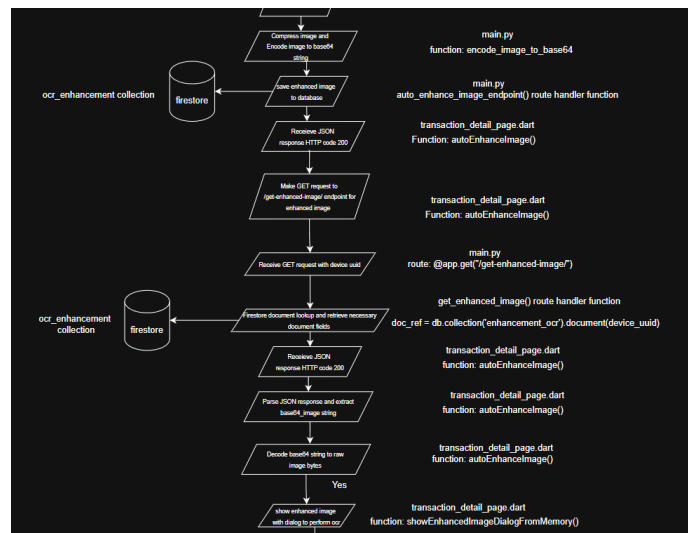 Compress image and
Encode image to base64
string
main.py
function: encode_image_to_base64
ocr_enhancement collection
firestore
save enhanced image
to database
main.py
auto_enhance_image_endpoint() route handler function
Receieve JSON
response HTTP code 200
transaction_detail_page.dart
Function: autoEnhanceImage()
Make GET request to
/get-enhanced-image/ endpoint for
enhanced image
transaction_detail_page.dart
Function: autoEnhanceImage()
Receive GET request with device uuid
main.py
route: @app.get("/get-enhanced-image/")
ocr_enhancement
collection
firestore
Firestore document lookup and retrieve necessary
document fields
get_enhanced_image() route handler function
doc_ref = db.collection('enhancement_ocr').document(device_uuid)
Receieve JSON
response HTTP code 200
transaction_detail_page.dart
function: autoEnhanceImage()
Parse JSON response and extract
base64_image string
transaction_detail_page.dart
function: autoEnhanceImage()
Decode base64 string to raw
image bytes
transaction_detail_page.dart
function: autoEnhanceImage()
Yes
show enhanced image
with dialog to perform ocr
transaction_detail_page.dart
function: showEnhancedImageDialogFromMemory()